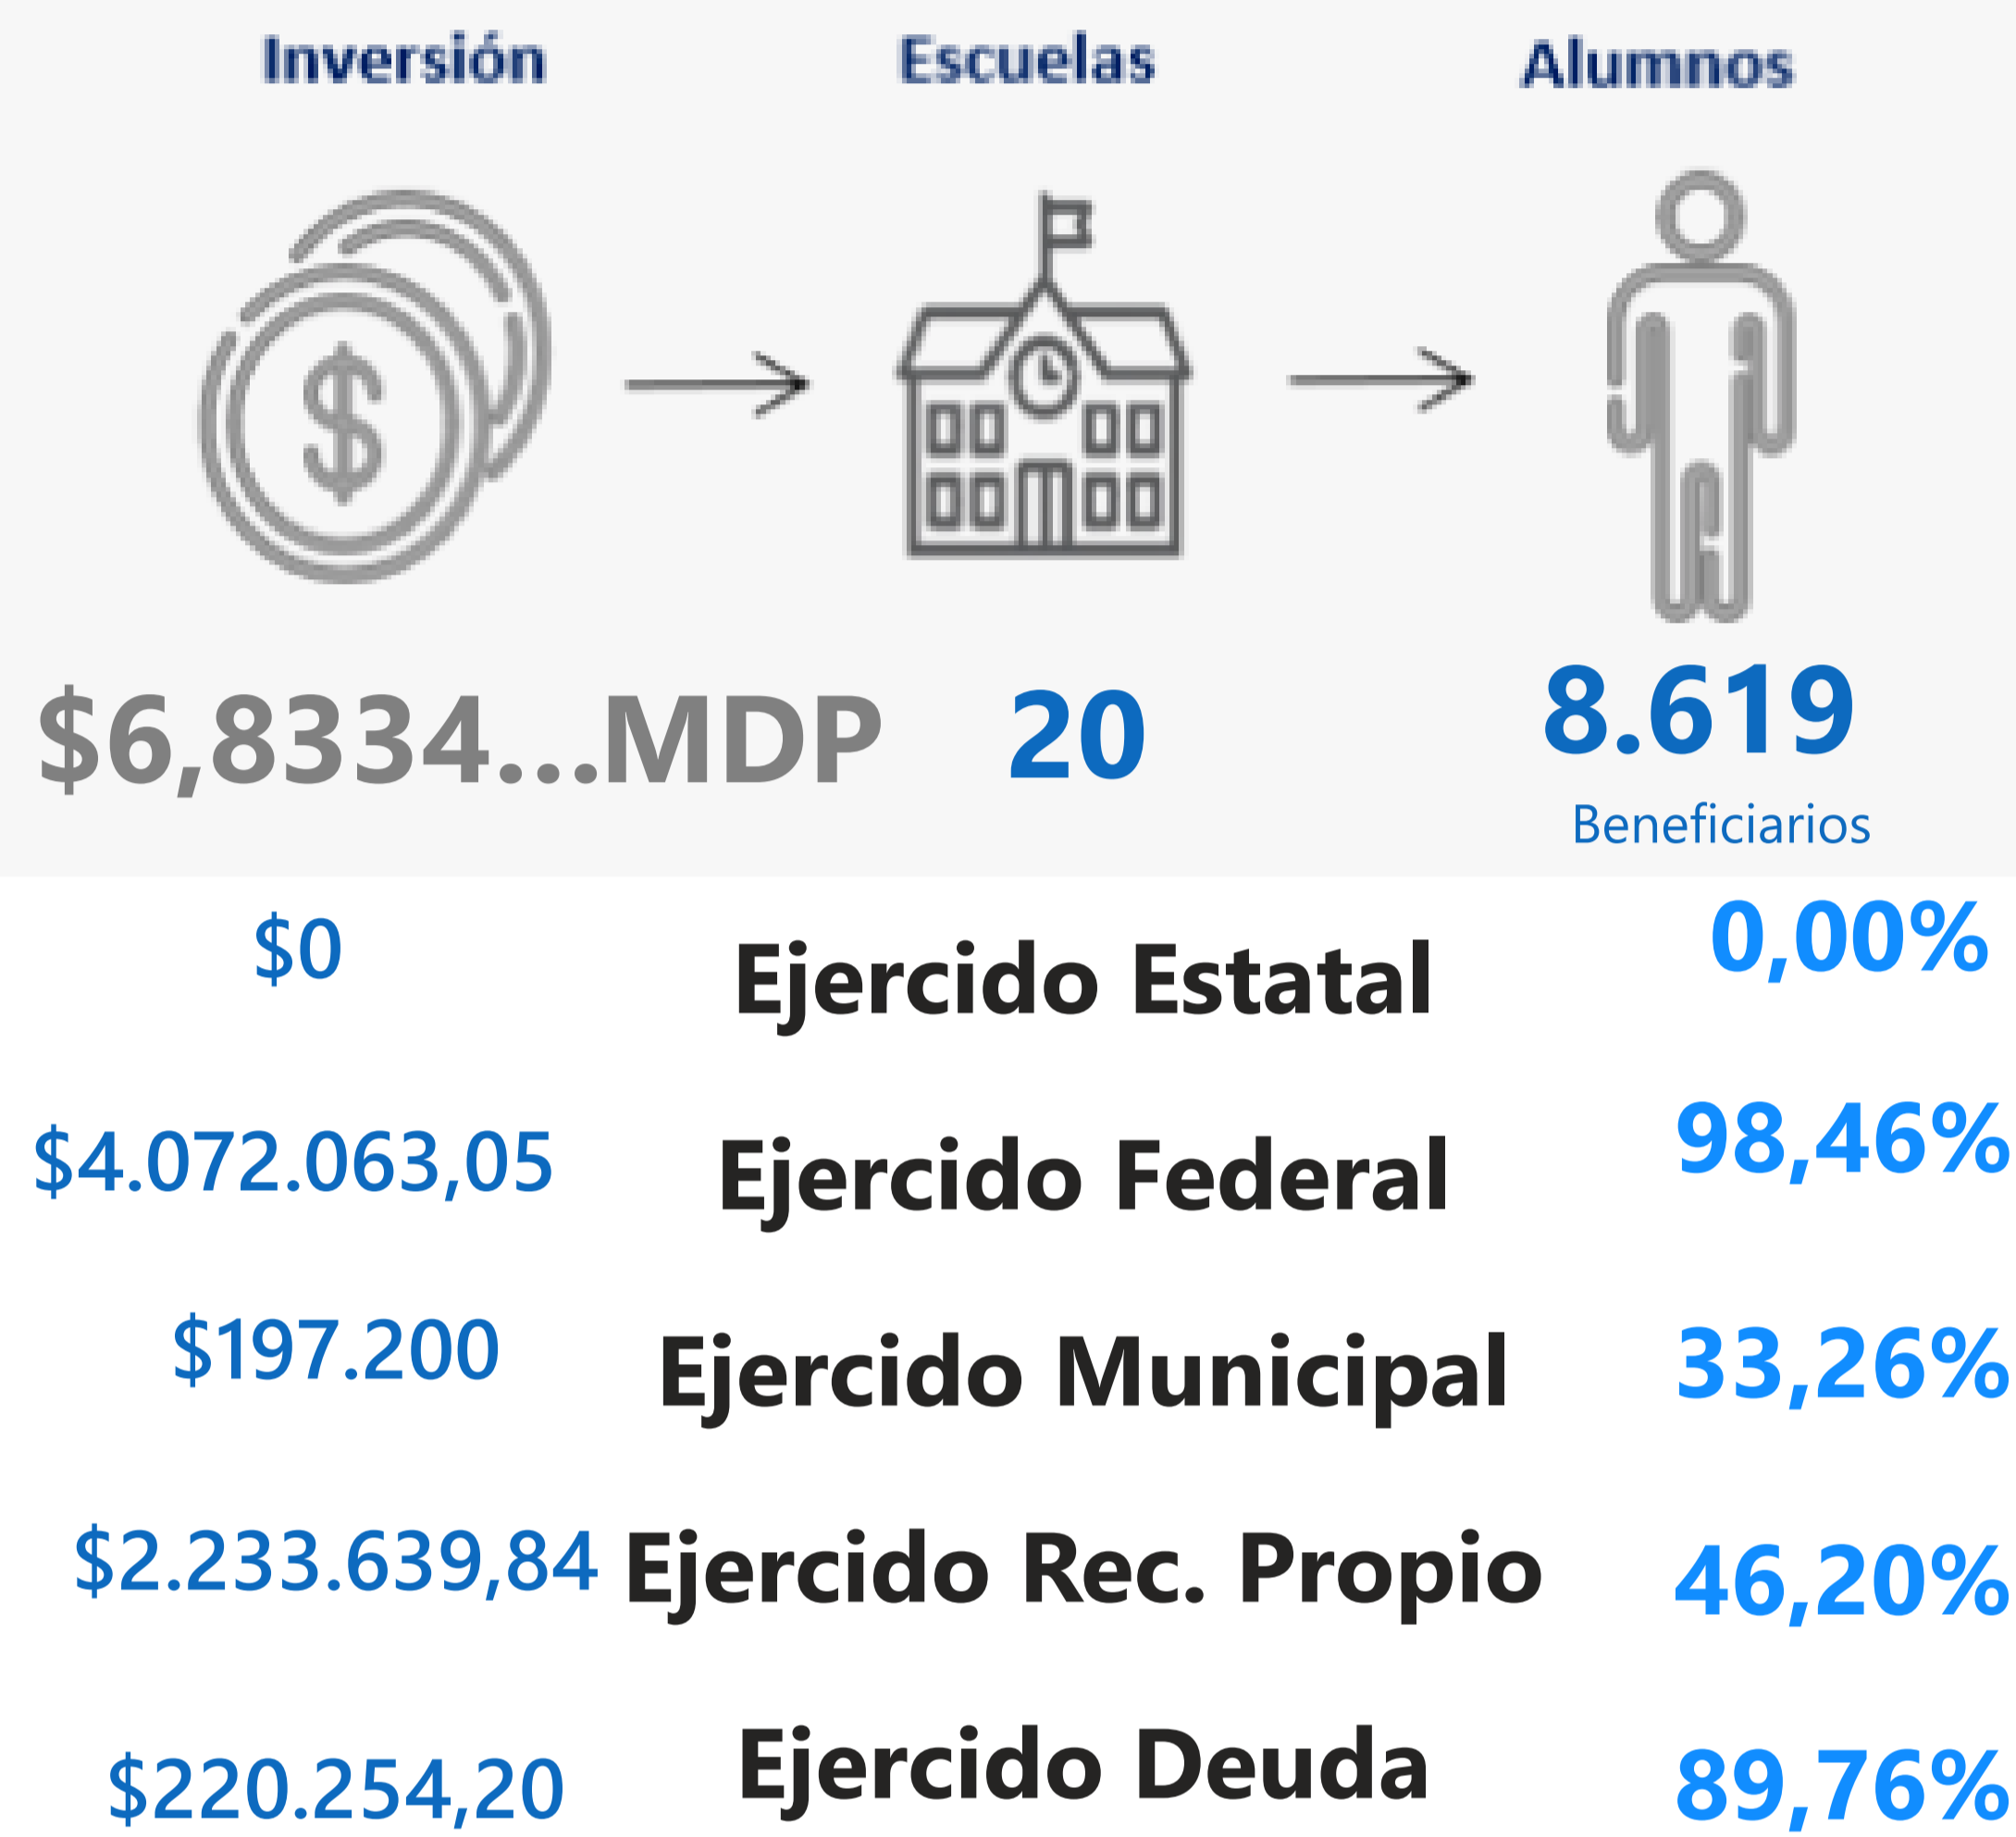 Inversión Escuelas Alumnos
$
$6,8334...MDP 20 8.619
Beneficiarios
$0 Ejercido Estatal 0,00%
$4.072.063,05 Ejercido Federal 98,46%
$197.200 Ejercido Municipal 33,26%
$2.233.639,84 Ejercido Rec. Propio 46,20%
$220.254,20 Ejercido Deuda 89,76%